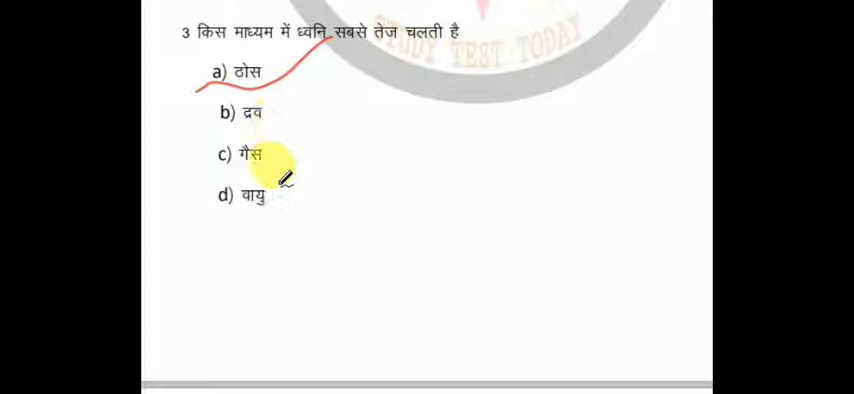 STUDY TEST TODAY
3 किस माध्यम में ध्वनि सबसे तेज चलती है
a) ठोस
b) द्रव
c) गैस
d) वायु